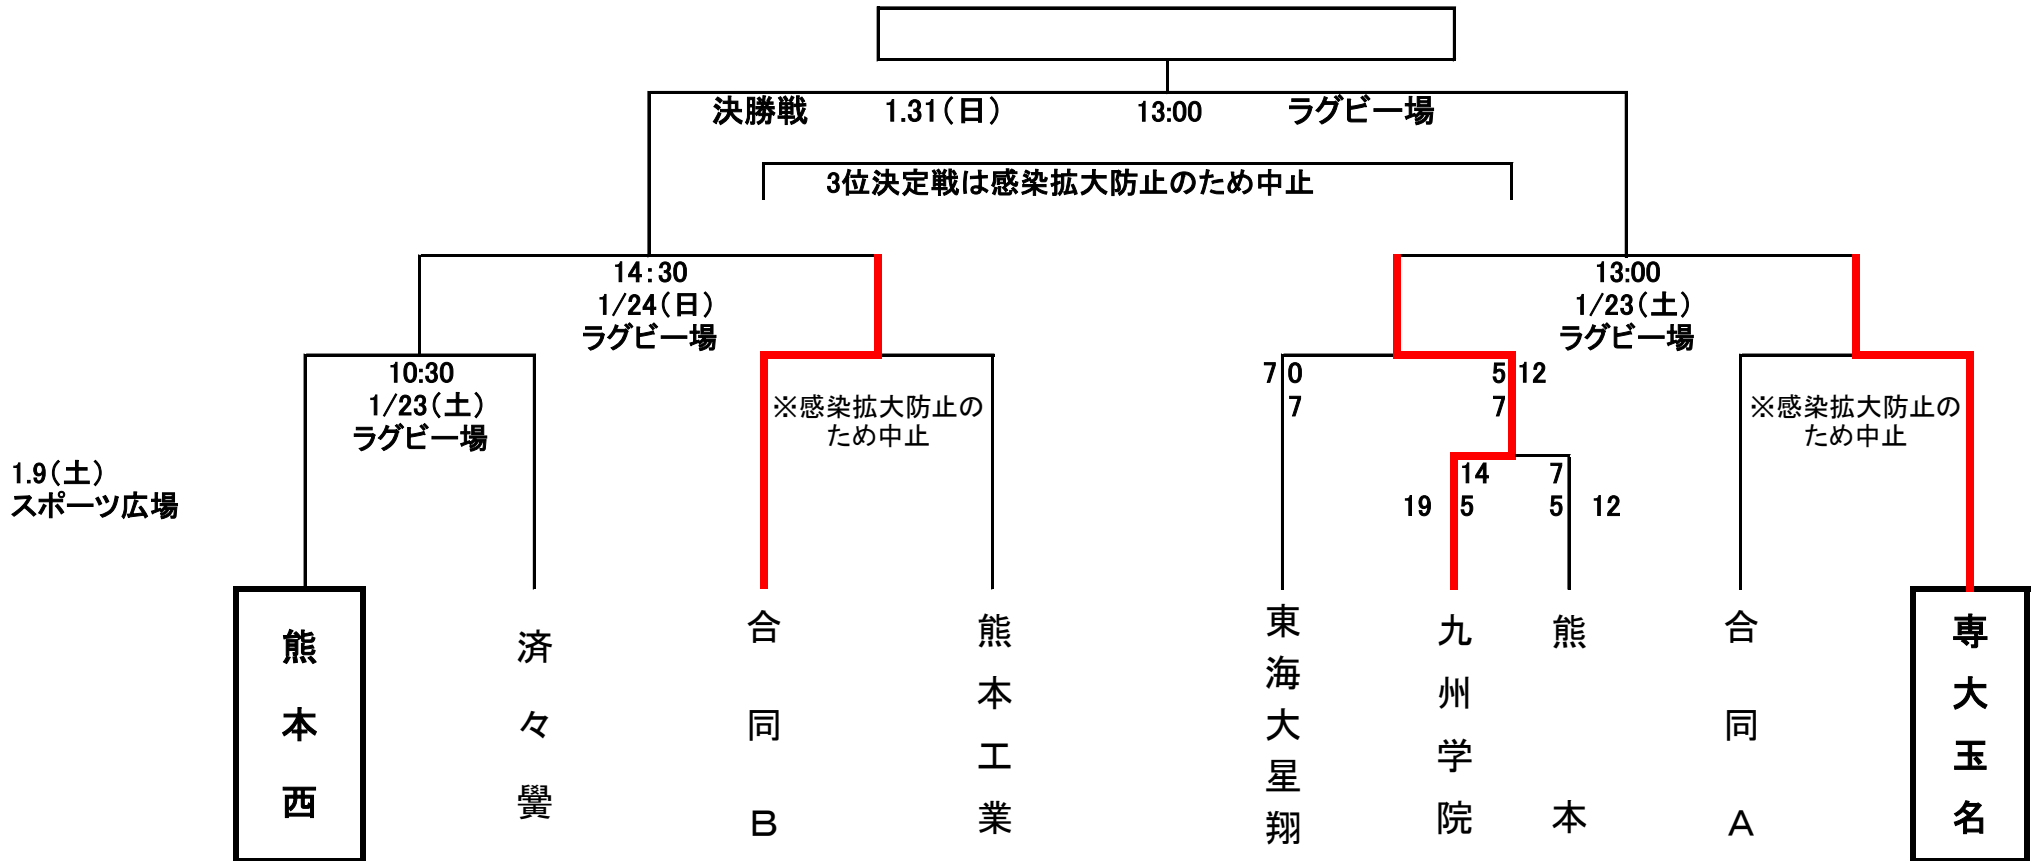 決勝戦 1.31(日) 13:00 ラグビー場
3位決定戦は感染拡大防止のため中止
14:30
1/24(日)
ラグビー場
13:00
1/23(土)
ラグビー場
10:30
1/23(土)
ラグビー場
※感染拡大防止の
ため中止
7 0
7
5 12
7
※感染拡大防止の
ため中止
1.9(土)
スポーツ広場
14 7
19 5 5 12
熊本西
済々黌
合同B
熊本工業
東海大星翔
九州学院
熊本
合同A
専大玉名